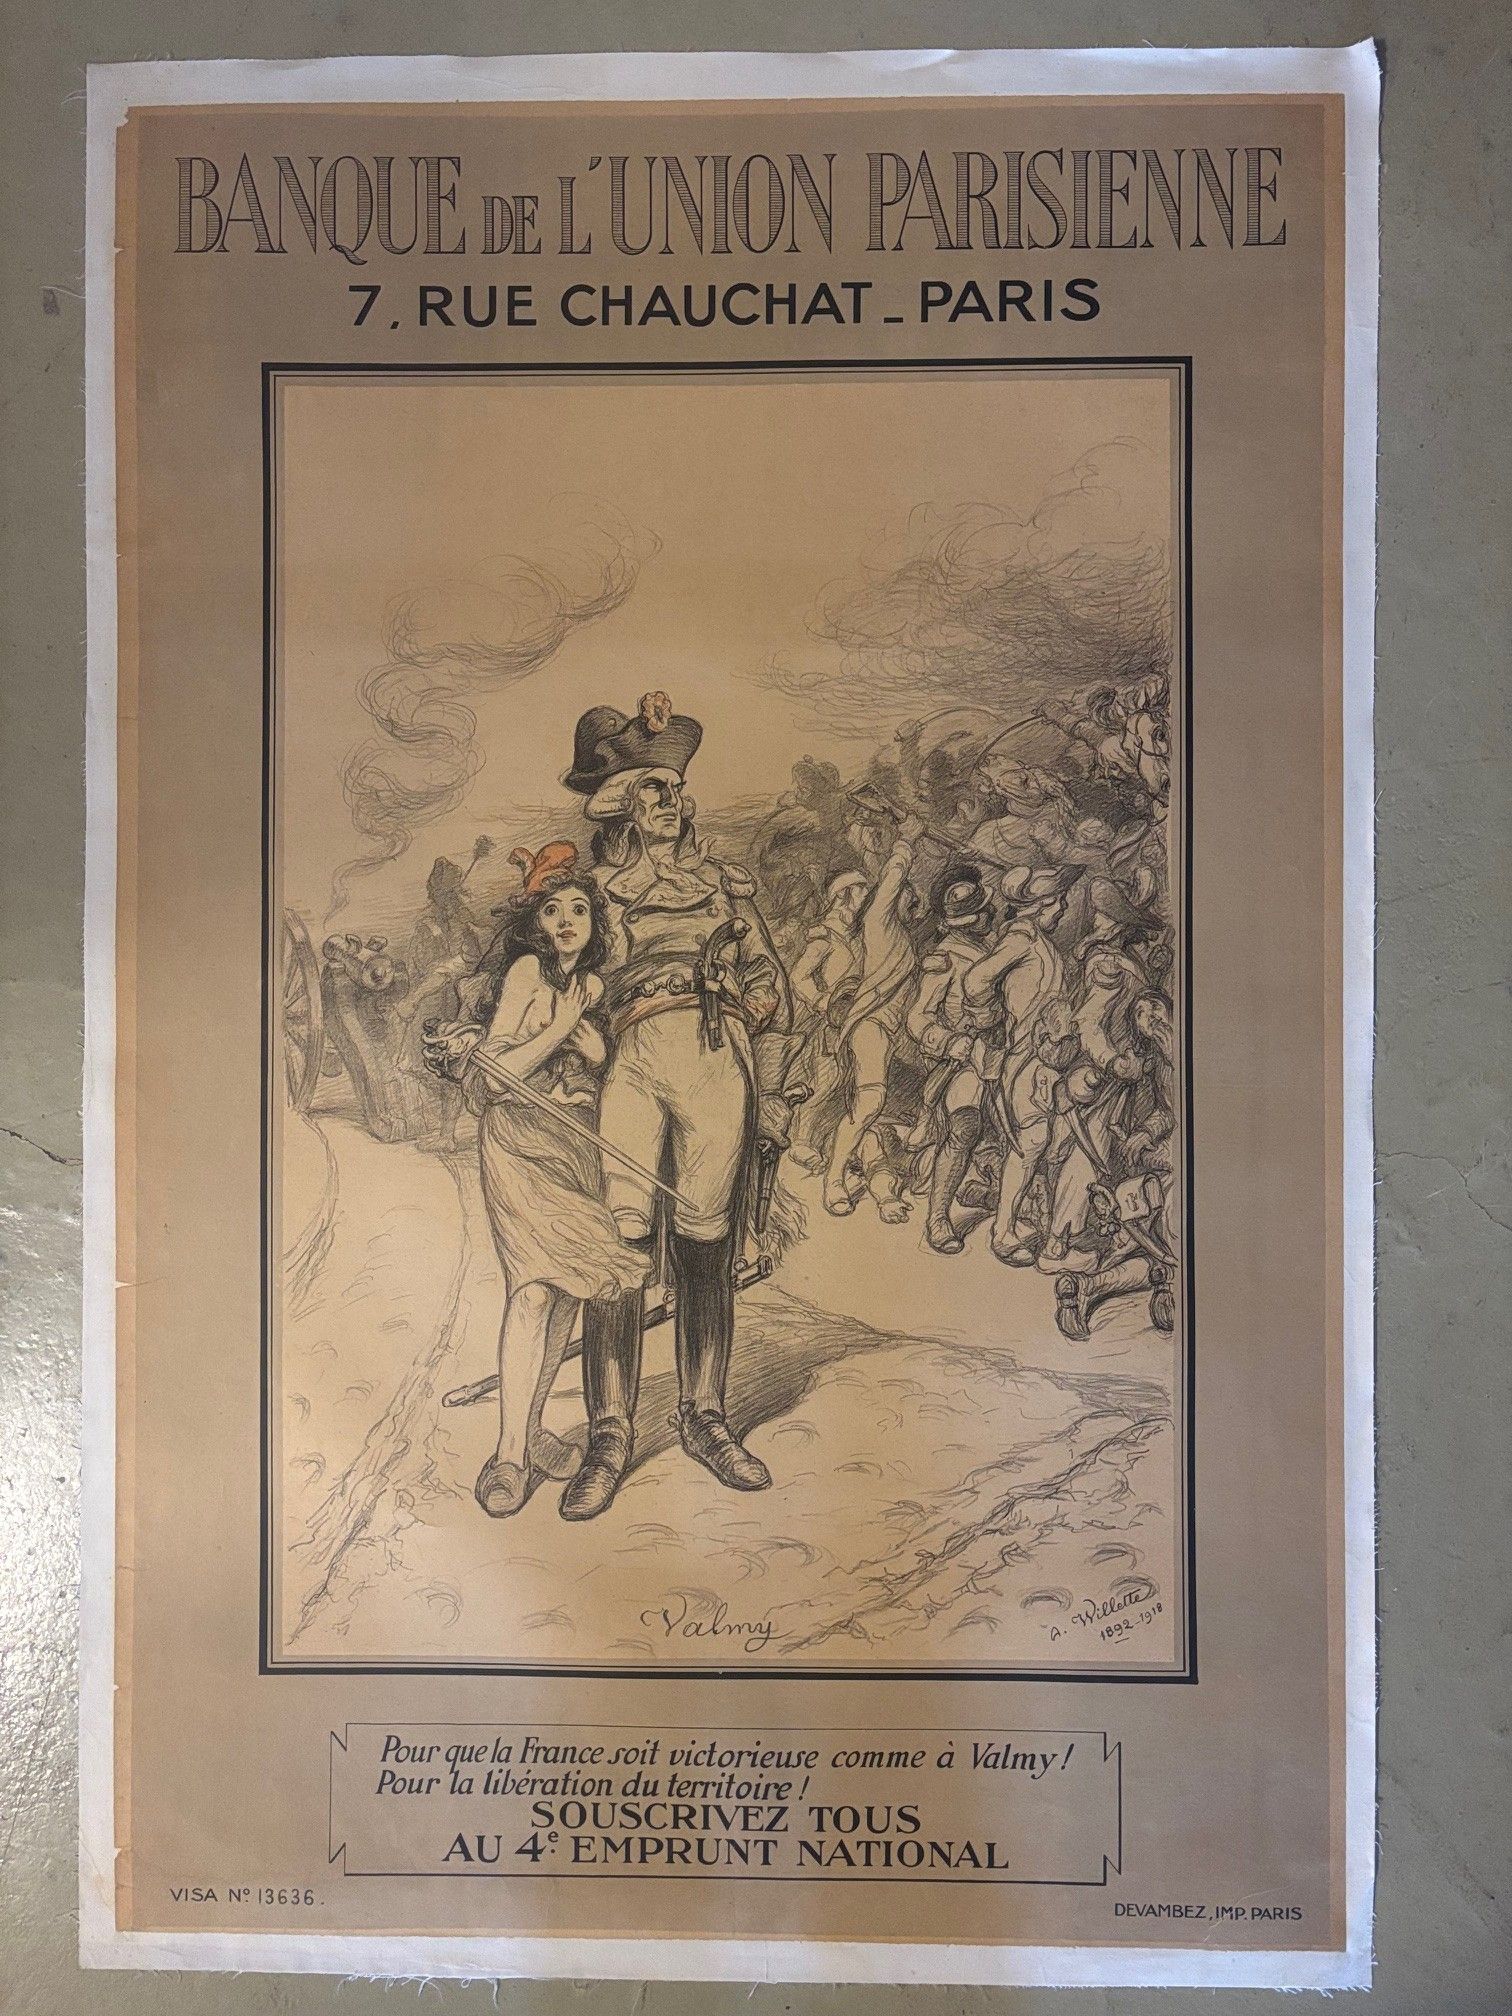 BANQUE DE L'UNION PARISIENNE
7, RUE CHAUCHAT _ PARIS
Valmy
A. Willette
1892-1918
Pour que la France soit victorieuse comme à Valmy!
Pour la libération du territoire!
SOUSCRIVEZ TOUS
AU 4e. EMPRUNT NATIONAL
VISA No. 13636.
DEVAMBEZ, IMP. PARIS